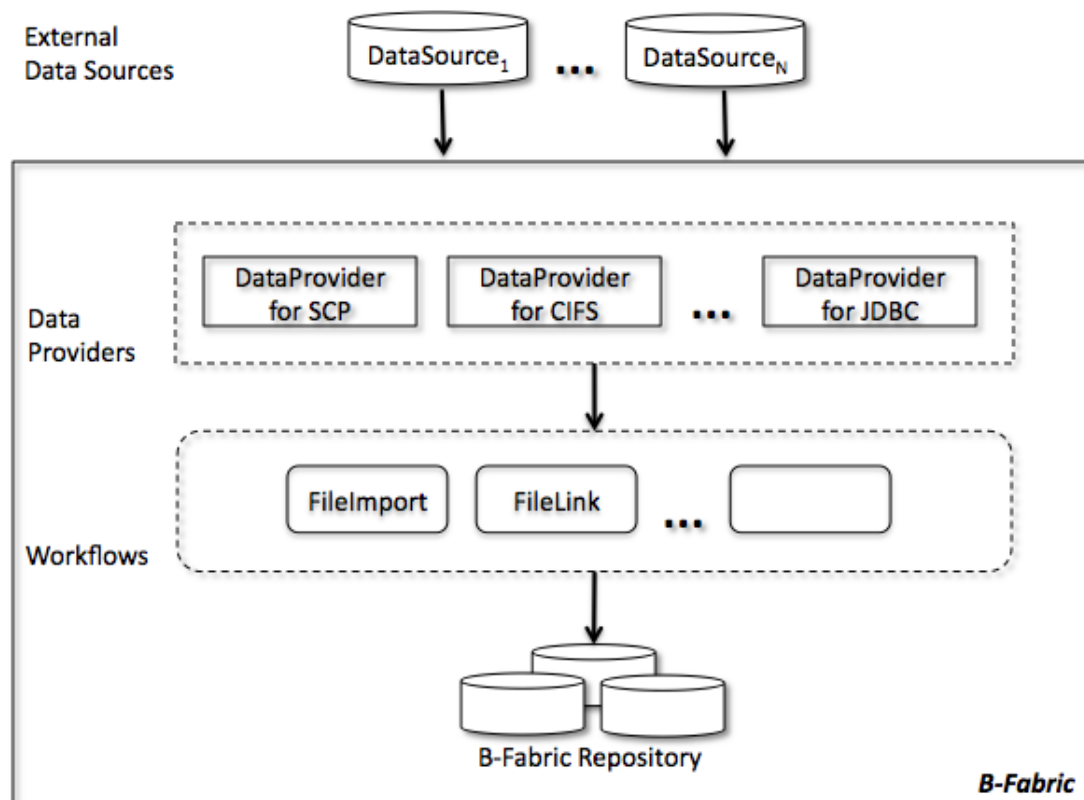 External
Data Sources
DataSource1
...
DataSourceN
Data
Providers
DataProvider
for SCP
DataProvider
for CIFS
...
DataProvider
for JDBC
Workflows
FileImport
FileLink
...
B-Fabric Repository
B-Fabric